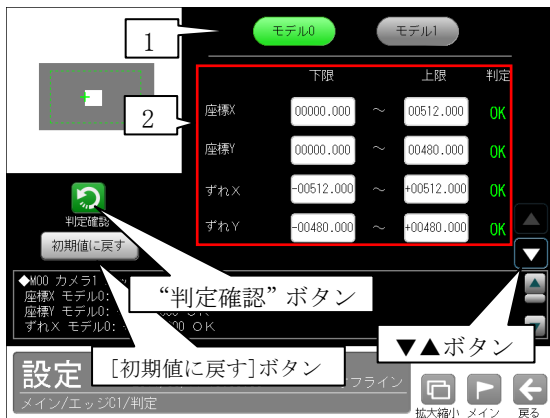 1
モデル0 モデル1
下限 上限 判定
2
座標X 00000.000 ～ 00512.000 OK
座標Y 00000.000 ～ 00480.000 OK
ずれX -00512.000 ～ +00512.000 OK
ずれY -00480.000 ～ +00480.000 OK
判定確認
初期値に戻す
◆M00 カメラ1
座標X モデル0:
座標Y モデル0:
ずれX モデル0: OK
“判定確認”ボタン
[初期値に戻す]ボタン
▼▲ボタン
設定 フライン
メイン/エッジ01/判定
拡大縮小 メイン 戻る